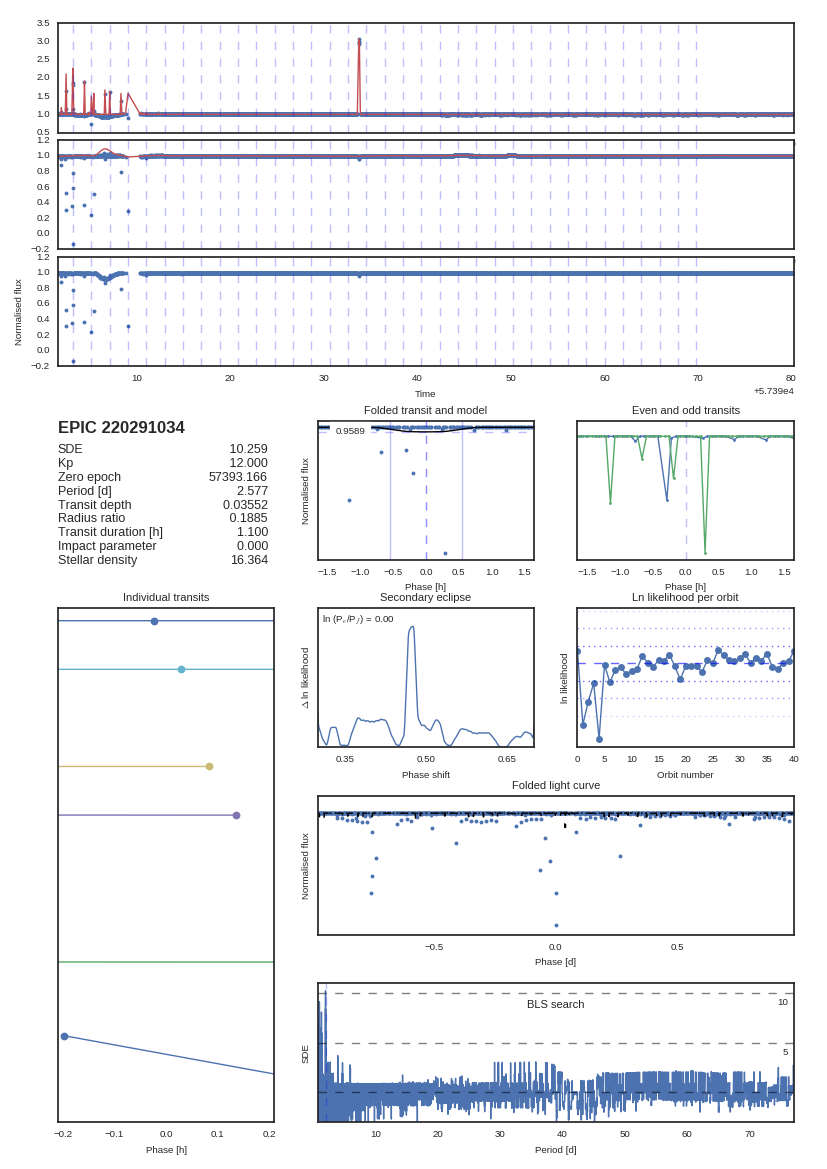 3.5
3.0
2.5
2.0
1.5
1.0
0.5
1.2
1.0
0.8
0.6
0.4
0.2
0.0
−0.2
1.2
1.0
0.8
0.6
0.4
0.2
0.0
−0.2
Normalised flux
10 20 30 40 50 60 70 80
Time
+5.739e4
EPIC 220291034
SDE 10.259
Kp 12.000
Zero epoch 57393.166
Period [d] 2.577
Transit depth 0.03552
Radius ratio 0.1885
Transit duration [h] 1.100
Impact parameter 0.000
Stellar density 16.364
Folded transit and model
0.9589
Normalised flux
−1.5 −1.0 −0.5 0.0 0.5 1.0 1.5
Phase [h]
Even and odd transits
−1.5 −1.0 −0.5 0.0 0.5 1.0 1.5
Phase [h]
Individual transits
−0.2 −0.1 0.0 0.1 0.2
Phase [h]
Secondary eclipse
Δ ln likelihood
0.35 0.50 0.65
Phase shift
Ln likelihood per orbit
ln likelihood
0 5 10 15 20 25 30 35 40
Orbit number
Folded light curve
Normalised flux
−0.5 0.0 0.5
Phase [d]
BLS search
10
5
SDE
10 20 30 40 50 60 70
Period [d]